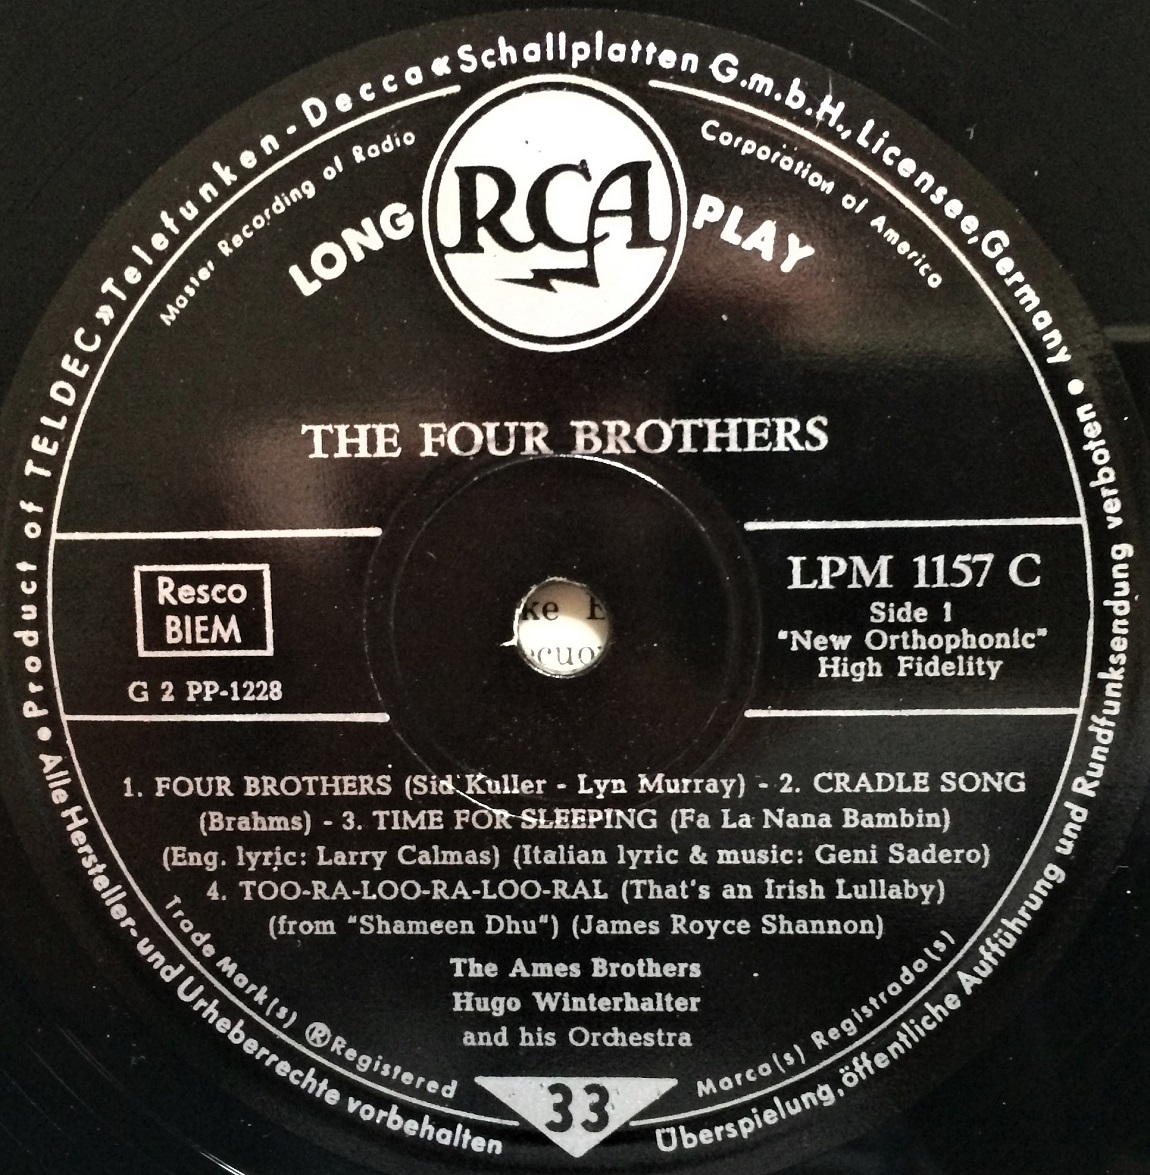 Product of TELDEC »Telefunken - Decca« Schallplatten G.m.b.H., Licensee, Germany
Master Recording of Radio Corporation of America
LONG RCA PLAY
THE FOUR BROTHERS
Resco
BIEM
G 2 PP-1228
LPM 1157 C
Side 1
"New Orthophonic"
High Fidelity
ke E
ecuo
1. FOUR BROTHERS (Sid Kuller - Lyn Murray) - 2. CRADLE SONG
(Brahms) - 3. TIME FOR SLEEPING (Fa La Nana Bambin)
(Eng. lyric: Larry Calmas) (Italian lyric & music: Geni Sadero)
4. TOO-RA-LOO-RA-LOO-RAL (That's an Irish Lullaby)
(from "Shameen Dhu") (James Royce Shannon)
The Ames Brothers
Hugo Winterhalter
and his Orchestra
Trade Mark(s) ® Registered
Marca(s) Registrada(s)
33
Alle Hersteller- und Urheberrechte vorbehalten
Überspielung, öffentliche Aufführung und Rundfunksendung verboten